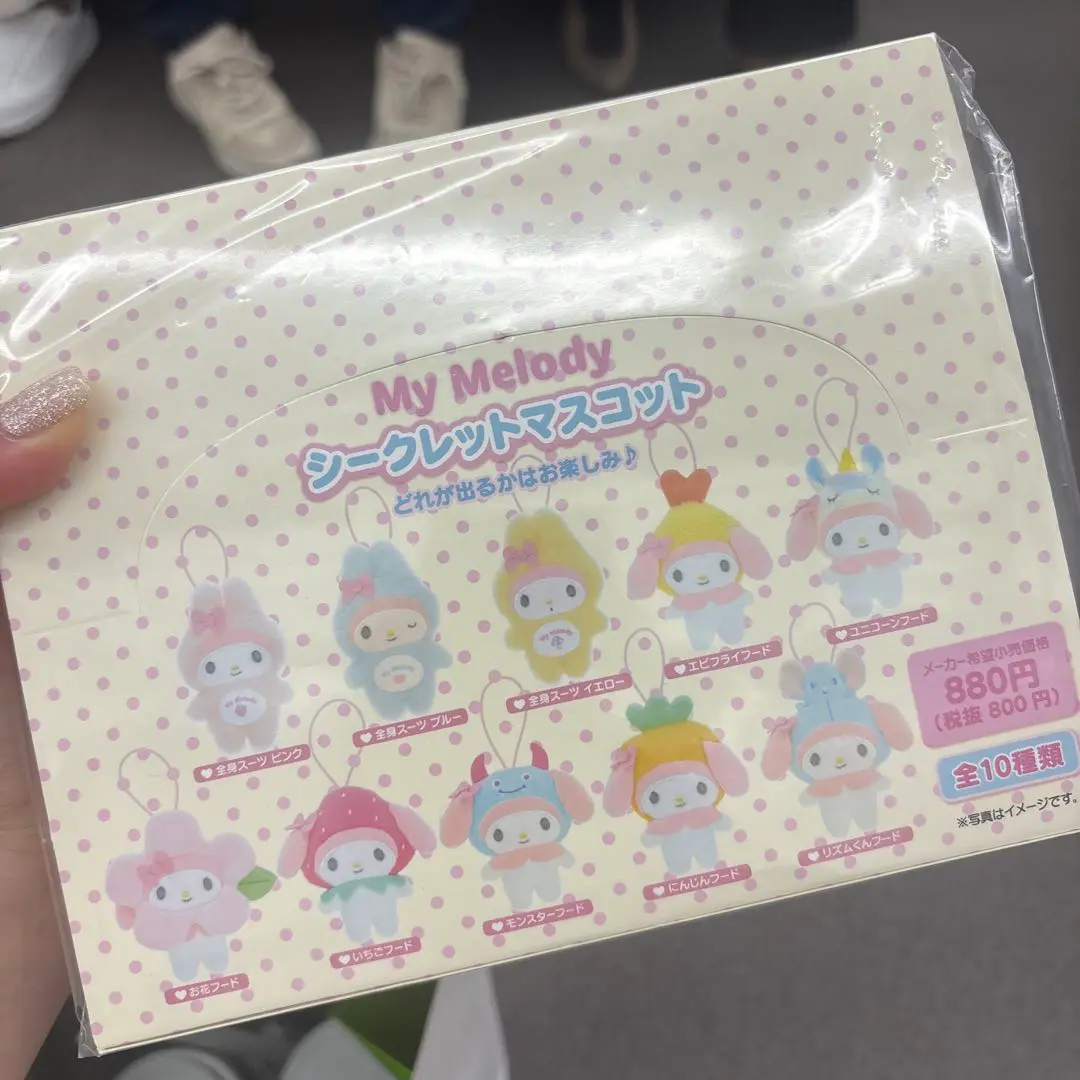 My Melody
シークレットマスコット
どれが出るかはお楽しみ♪
全身スーツ ピンク
全身スーツ ブルー
全身スーツ イエロー
エビフライフード
ユニコーンフード
お花フード
いちごフード
モンスターフード
にんじんフード
リズムくんフード
メーカー希望小売価格
880円
(税抜 800円)
全10種類
※写真はイメージです。